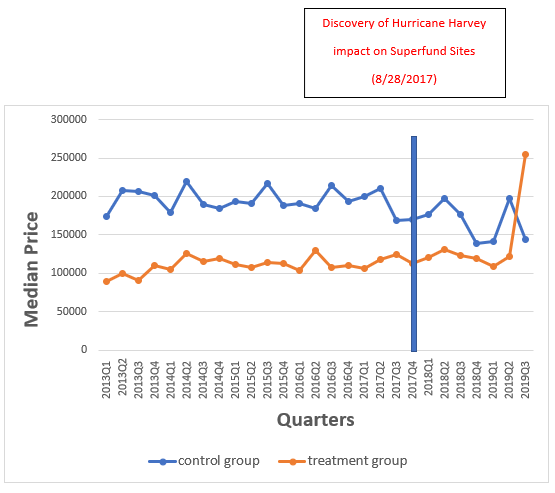 Discovery of Hurricane Harvey
impact on Superfund Sites
(8/28/2017)
300000
250000
200000
150000
100000
50000
0
Median Price
2013Q1
2013Q2
2013Q3
2013Q4
2014Q1
2014Q2
2014Q3
2014Q4
2015Q1
2015Q2
2015Q3
2015Q4
2016Q1
2016Q2
2016Q3
2016Q4
2017Q1
2017Q2
2017Q3
2017Q4
2018Q1
2018Q2
2018Q3
2018Q4
2019Q1
2019Q2
2019Q3
Quarters
control group
treatment group